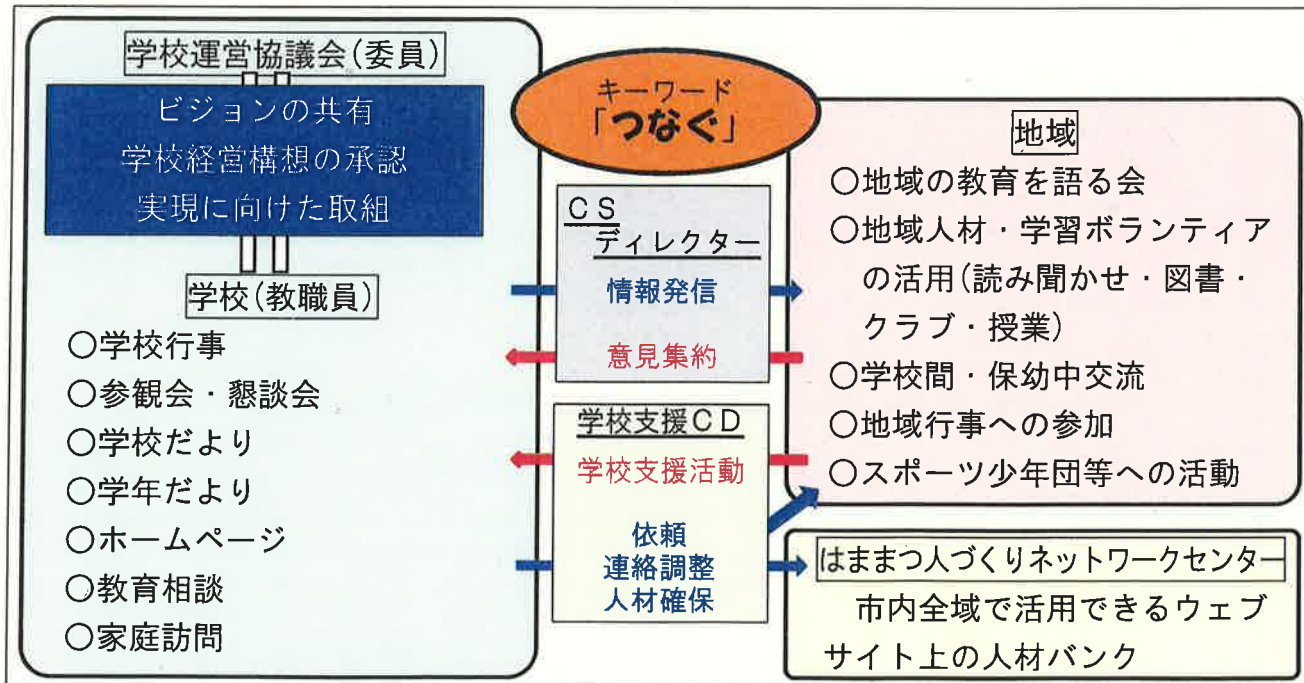 学校運営協議会(委員)
ビジョンの共有
学校経営構想の承認
実現に向けた取組
学校(教職員)
○学校行事
○参観会・懇談会
○学校だより
○学年だより
○ホームページ
○教育相談
○家庭訪問
キーワード
「つなぐ」
CS
ディレクター
情報発信
意見集約
学校支援CD
学校支援活動
依頼
連絡調整
人材確保
地域
○地域の教育を語る会
○地域人材・学習ボランティア
の活用(読み聞かせ・図書・
クラブ・授業)
○学校間・保幼中交流
○地域行事への参加
○スポーツ少年団等への活動
はままつ人づくりネットワークセンター
市内全域で活用できるウェブ
サイト上の人材バンク